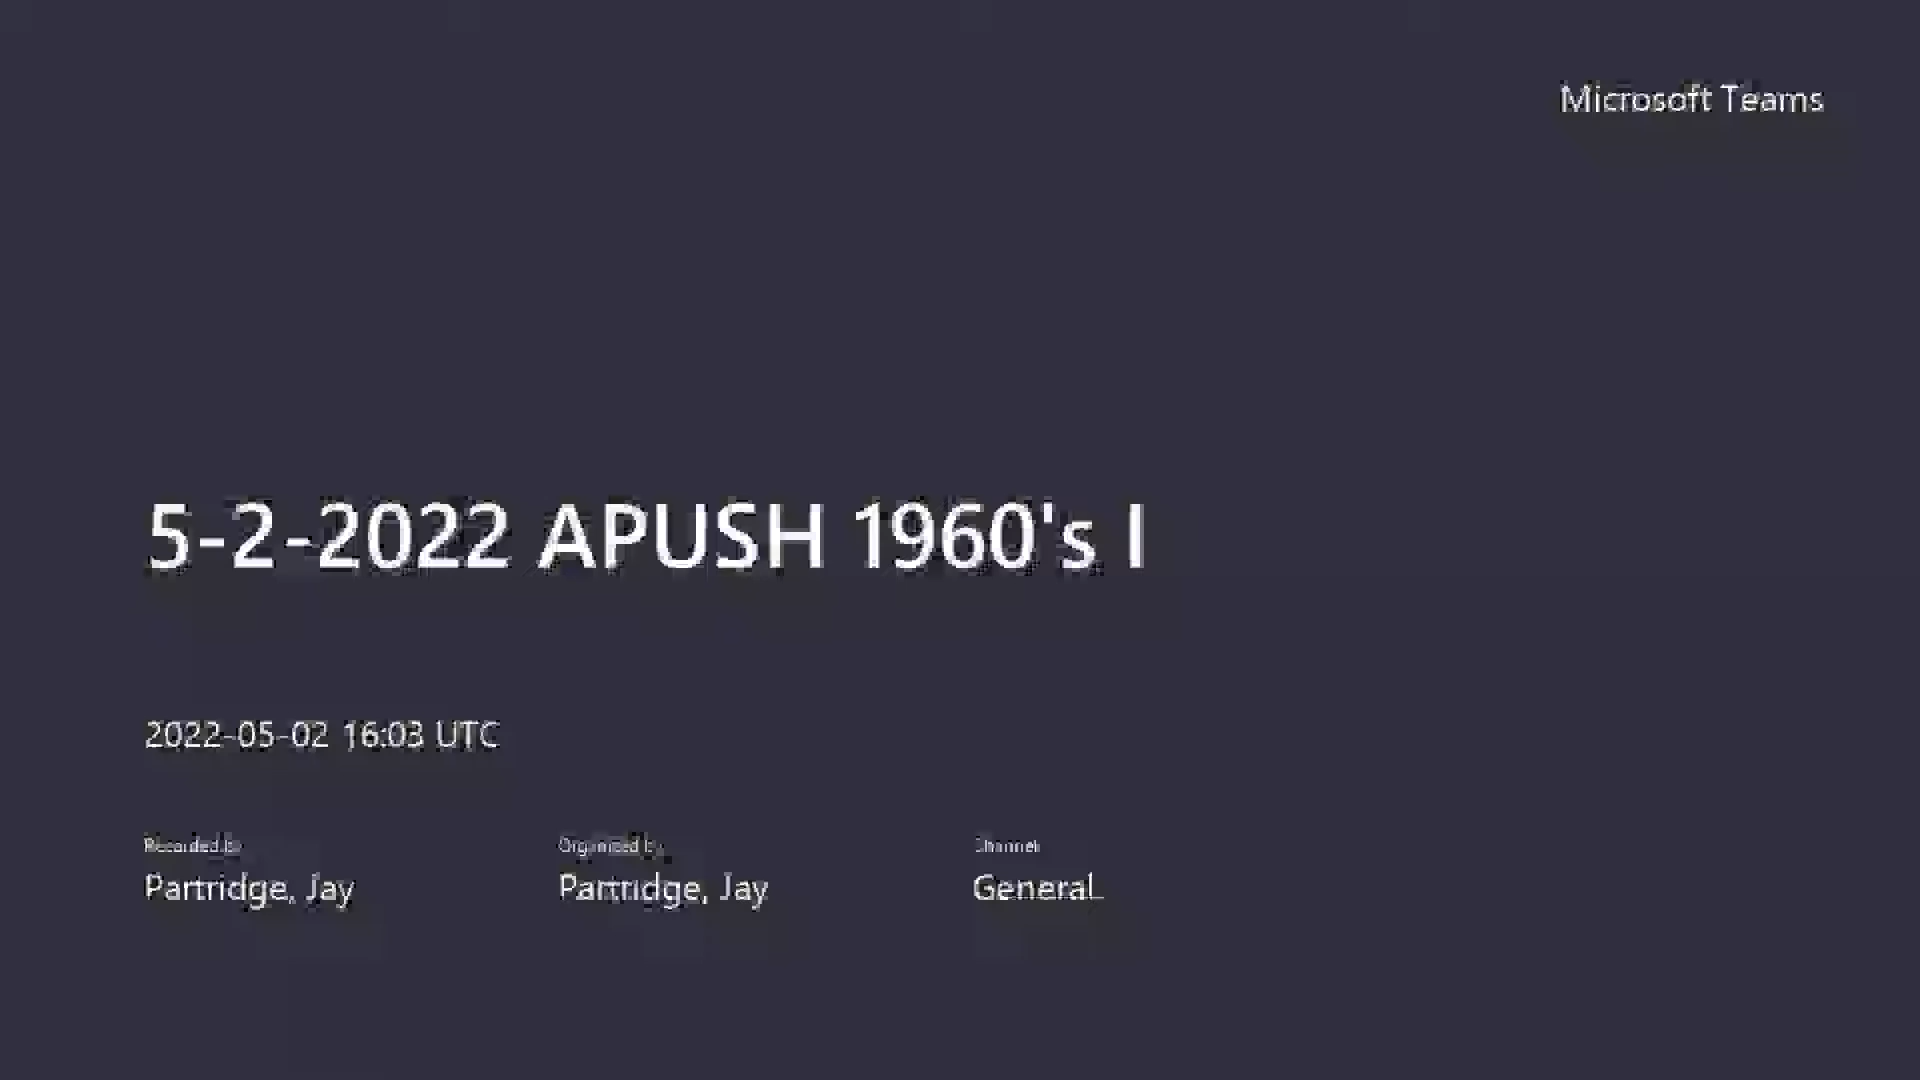 Microsoft Teams
5-2-2022 APUSH 1960's I
2022-05-02 16:03 UTC
Recorded by Organized by Channel
Partridge, Jay Partridge, Jay General